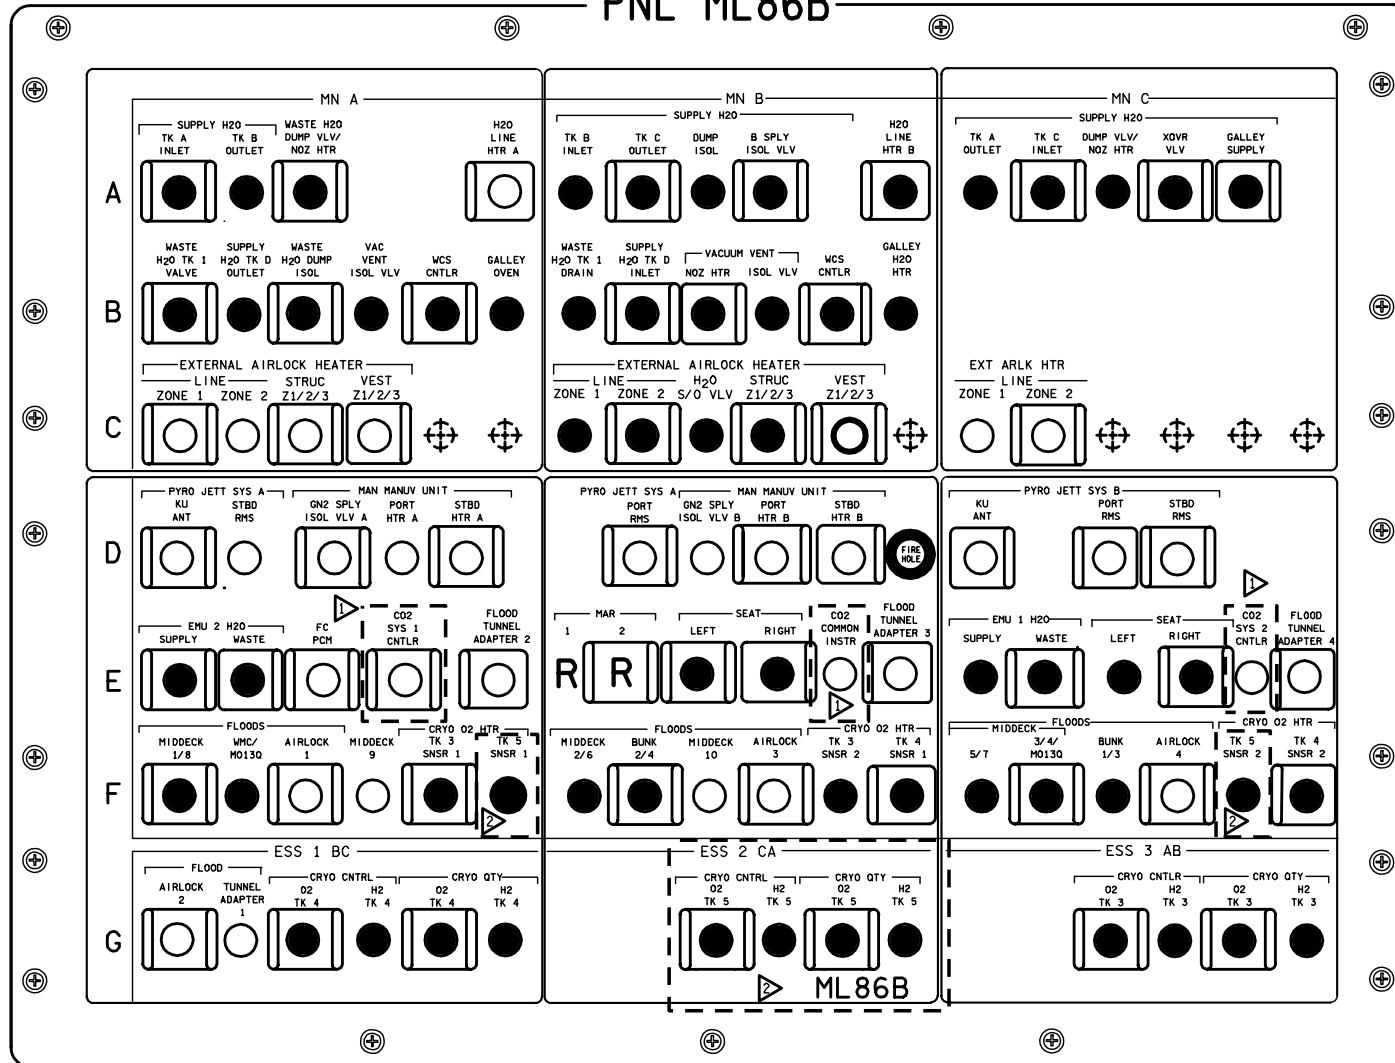 PNL ML86B
MN A MN B MN C
SUPPLY H2O WASTE H2O H2O SUPPLY H2O H2O SUPPLY H2O
TK A TK B DUMP VLV/ LINE TK B TK C DUMP B SPLY LINE TK A TK C DUMP VLV/ XOVR GALLEY
INLET OUTLET NOZ HTR HTR A INLET OUTLET ISOL ISOL VLV HTR B OUTLET INLET NOZ HTR VLV SUPPLY
A
WASTE SUPPLY WASTE VAC WASTE SUPPLY VACUUM VENT GALLEY
H2O TK 1 H2O TK D H2O DUMP VENT WCS GALLEY H2O TK 1 H2O TK D WCS H2O
VALVE OUTLET ISOL ISOL VLV CNTLR OVEN DRAIN INLET NOZ HTR ISOL VLV CNTLR HTR
B
EXTERNAL AIRLOCK HEATER EXTERNAL AIRLOCK HEATER EXT ARLK HTR
LINE STRUC VEST LINE H2O STRUC VEST LINE
ZONE 1 ZONE 2 Z1/2/3 Z1/2/3 ZONE 1 ZONE 2 S/O VLV Z1/2/3 Z1/2/3 ZONE 1 ZONE 2
C
PYRO JETT SYS A MAN MANUV UNIT PYRO JETT SYS A MAN MANUV UNIT PYRO JETT SYS B
KU STBD GN2 SPLY PORT STBD PORT GN2 SPLY PORT STBD KU PORT STBD
ANT RMS ISOL VLV A HTR A HTR A RMS ISOL VLV B HTR B HTR B ANT RMS RMS
D FIRE
HOLE
1 1
EMU 2 H2O FC CO2 FLOOD MAR SEAT CO2 FLOOD EMU 1 H2O SEAT CO2 FLOOD
SUPPLY WASTE PCM SYS 1 TUNNEL 1 2 LEFT RIGHT COMMON TUNNEL SUPPLY WASTE LEFT RIGHT SYS 2 TUNNEL
CNTLR ADAPTER 2 INSTR ADAPTER 3 CNTLR ADAPTER 4
E R R
1
FLOODS CRYO O2 HTR FLOODS CRYO O2 HTR FLOODS CRYO O2 HTR
MIDDECK WMC/ AIRLOCK MIDDECK TK 3 TK 5 MIDDECK BUNK MIDDECK AIRLOCK TK 3 TK 4 3/4/ BUNK AIRLOCK TK 5 TK 4
1/8 MO13Q 1 9 SNSR 1 SNSR 1 2/6 2/4 10 3 SNSR 2 SNSR 1 5/7 MO13Q 1/3 4 SNSR 2 SNSR 2
F
2 2
ESS 1 BC ESS 2 CA ESS 3 AB
FLOOD CRYO CNTRL CRYO QTY CRYO CNTRL CRYO QTY CRYO CNTLR CRYO QTY
AIRLOCK TUNNEL O2 H2 O2 H2 O2 H2 O2 H2 O2 H2 O2 H2
2 ADAPTER TK 4 TK 4 TK 4 TK 4 TK 5 TK 5 TK 5 TK 5 TK 3 TK 3 TK 3 TK 3
1
G
2 ML86B